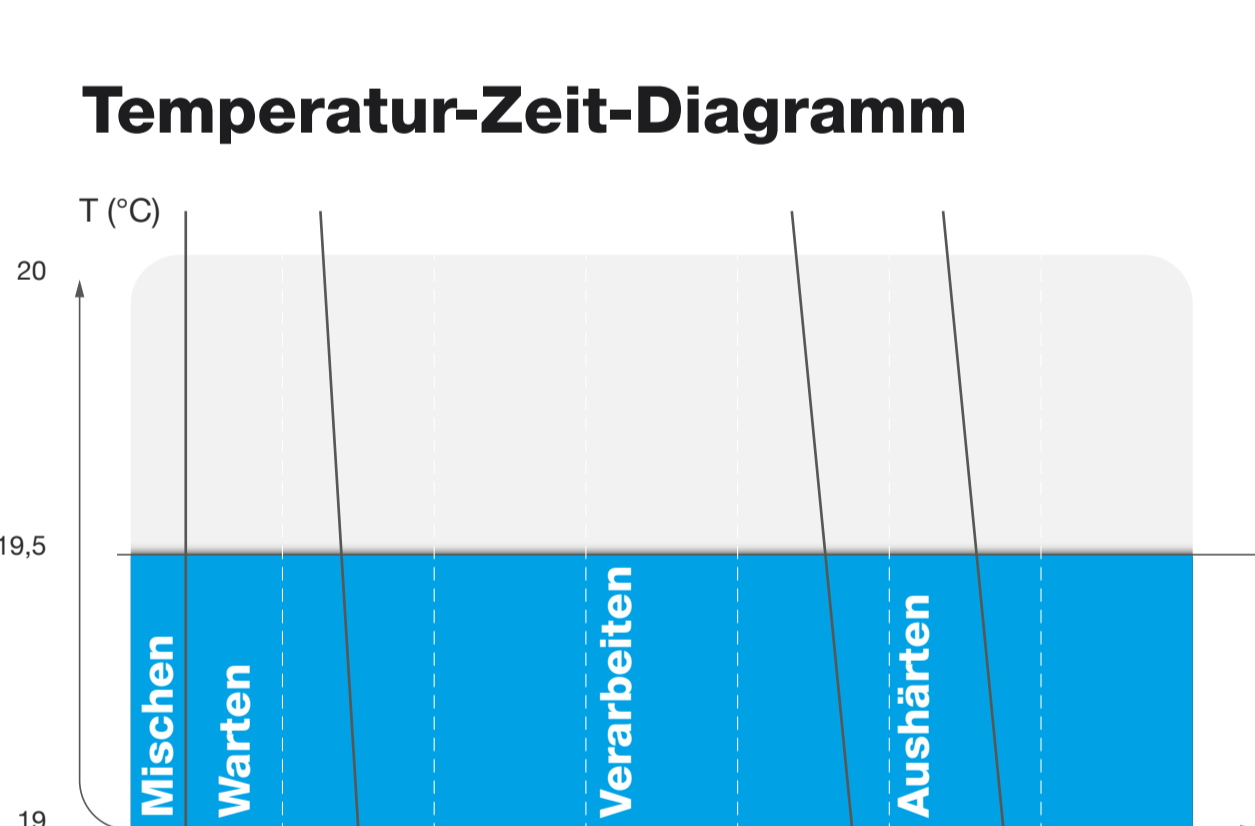 Temperatur-Zeit-Diagramm
T (°C)
20
19,5
19
Mischen
Warten
Verarbeiten
Aushärten